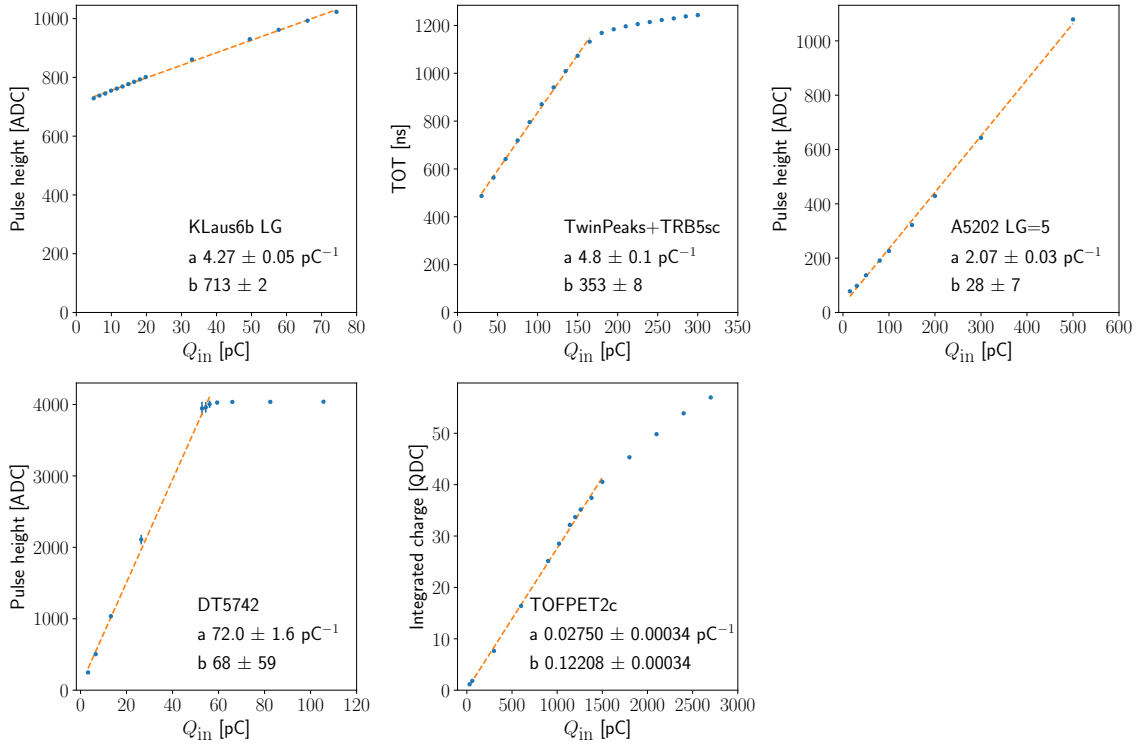 1000
800
600
400
200
0
Pulse height [ADC]
KLaus6b LG
a 4.27 ± 0.05 pC⁻¹
b 713 ± 2
0 10 20 30 40 50 60 70 80
Q_in [pC]
1200
1000
800
600
400
200
0
TOT [ns]
TwinPeaks+TRB5sc
a 4.8 ± 0.1 pC⁻¹
b 353 ± 8
0 50 100 150 200 250 300 350
Q_in [pC]
1000
800
600
400
200
0
Pulse height [ADC]
A5202 LG=5
a 2.07 ± 0.03 pC⁻¹
b 28 ± 7
0 100 200 300 400 500 600
Q_in [pC]
4000
3000
2000
1000
0
Pulse height [ADC]
DT5742
a 72.0 ± 1.6 pC⁻¹
b 68 ± 59
0 20 40 60 80 100 120
Q_in [pC]
50
40
30
20
10
0
Integrated charge [QDC]
TOFPET2c
a 0.02750 ± 0.00034 pC⁻¹
b 0.12208 ± 0.00034
0 500 1000 1500 2000 2500 3000
Q_in [pC]